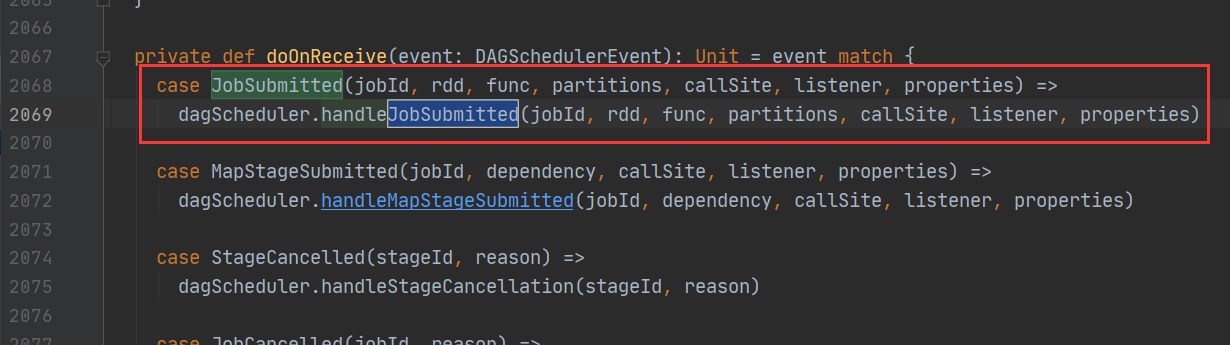 2065 }
2066
2067 private def doOnReceive(event: DAGSchedulerEvent): Unit = event match {
2068 case JobSubmitted(jobId, rdd, func, partitions, callSite, listener, properties) =>
2069 dagScheduler.handleJobSubmitted(jobId, rdd, func, partitions, callSite, listener, properties)
2070
2071 case MapStageSubmitted(jobId, dependency, callSite, listener, properties) =>
2072 dagScheduler.handleMapStageSubmitted(jobId, dependency, callSite, listener, properties)
2073
2074 case StageCancelled(stageId, reason) =>
2075 dagScheduler.handleStageCancellation(stageId, reason)
2076
2077 case JobCancelled(jobId, reason) =>